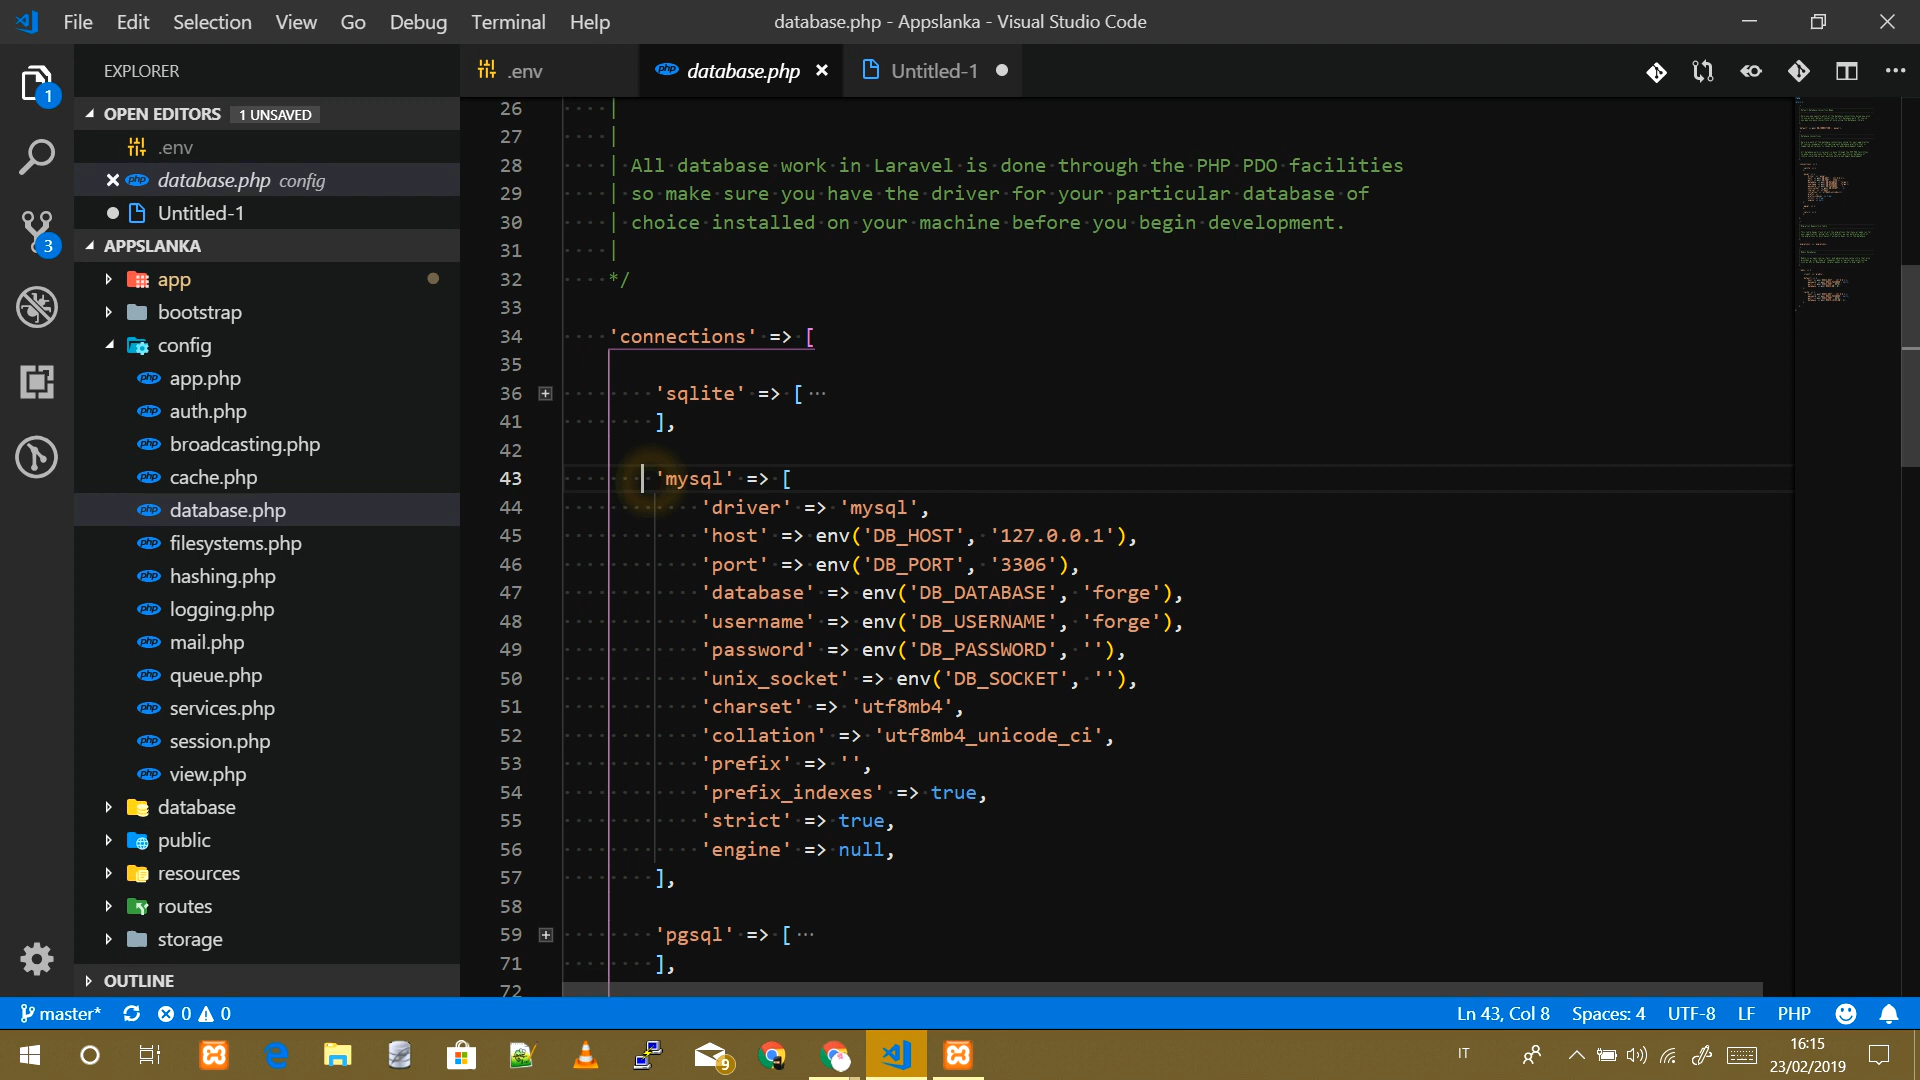 File Edit Selection View Go Debug Terminal Help
database.php - Appslanka - Visual Studio Code
EXPLORER
OPEN EDITORS 1 UNSAVED
.env
database.php config
Untitled-1
APPSLANKA
app
bootstrap
config
app.php
auth.php
broadcasting.php
cache.php
database.php
filesystems.php
hashing.php
logging.php
mail.php
queue.php
services.php
session.php
view.php
database
public
resources
routes
storage
OUTLINE
1
3
.env
database.php
Untitled-1
26 |
27 |
28 | All database work in Laravel is done through the PHP PDO facilities
29 | so make sure you have the driver for your particular database of
30 | choice installed on your machine before you begin development.
31 |
32 */
33
34 'connections' => [
35
36 'sqlite' => [ ...
41 ],
42
43 'mysql' => [
44 'driver' => 'mysql',
45 'host' => env('DB_HOST', '127.0.0.1'),
46 'port' => env('DB_PORT', '3306'),
47 'database' => env('DB_DATABASE', 'forge'),
48 'username' => env('DB_USERNAME', 'forge'),
49 'password' => env('DB_PASSWORD', ''),
50 'unix_socket' => env('DB_SOCKET', ''),
51 'charset' => 'utf8mb4',
52 'collation' => 'utf8mb4_unicode_ci',
53 'prefix' => '',
54 'prefix_indexes' => true,
55 'strict' => true,
56 'engine' => null,
57 ],
58
59 'pgsql' => [ ...
71 ],
72
master* 0 0
Ln 43, Col 8 Spaces: 4 UTF-8 LF PHP
9
IT
16:15
23/02/2019